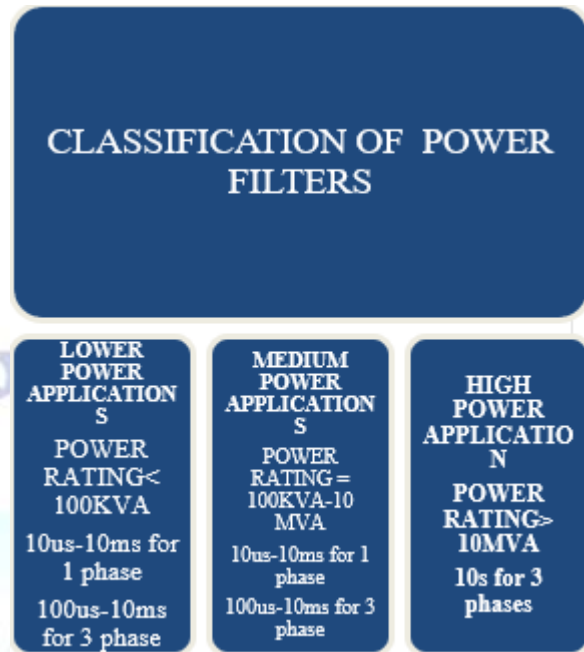 CLASSIFICATION OF POWER
FILTERS
LOWER
POWER
APPLICATION
S
POWER
RATING<
100KVA
10us-10ms for
1 phase
100us-10ms
for 3 phase
MEDIUM
POWER
APPLICATION
S
POWER
RATING =
100KVA-10
MVA
10us-10ms for 1
phase
100us-10ms for 3
phase
HIGH
POWER
APPLICATIO
N
POWER
RATING>
10MVA
10s for 3
phases